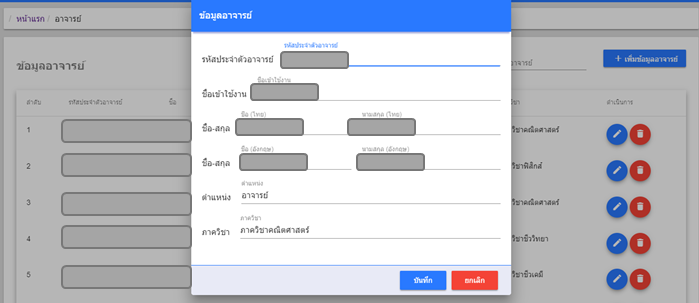 / หน้าแรก / อาจารย์
ข้อมูลอาจารย์
รหัสประจำตัวอาจารย์
รหัสประจำตัวอาจารย์
ชื่อเข้าใช้งาน
ชื่อเข้าใช้งาน
ชื่อ (ไทย) นามสกุล (ไทย)
ชื่อ-สกุล
ชื่อ (อังกฤษ) นามสกุล (อังกฤษ)
ชื่อ-สกุล
ตำแหน่ง
ตำแหน่ง อาจารย์
ภาควิชา
ภาควิชา ภาควิชาคณิตศาสตร์
บันทึก ยกเลิก
ข้อมูลอาจารย์
อาจารย์
+ เพิ่มข้อมูลอาจารย์
ลำดับ รหัสประจำตัวอาจารย์ ชื่อ วิชา ดำเนินการ
1 วิชาคณิตศาสตร์
2 วิชาฟิสิกส์
3 วิชาคณิตศาสตร์
4 วิชาชีววิทยา
5 วิชาชีวเคมี